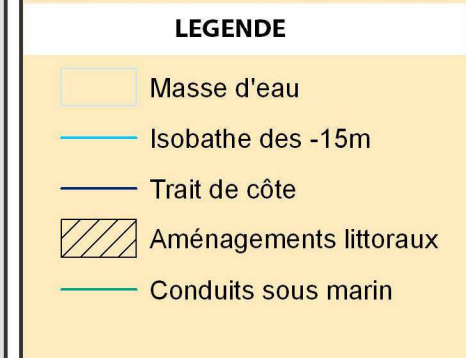 LEGENDE
Masse d'eau
Isobathe des -15m
Trait de côte
Aménagements littoraux
Conduits sous marin